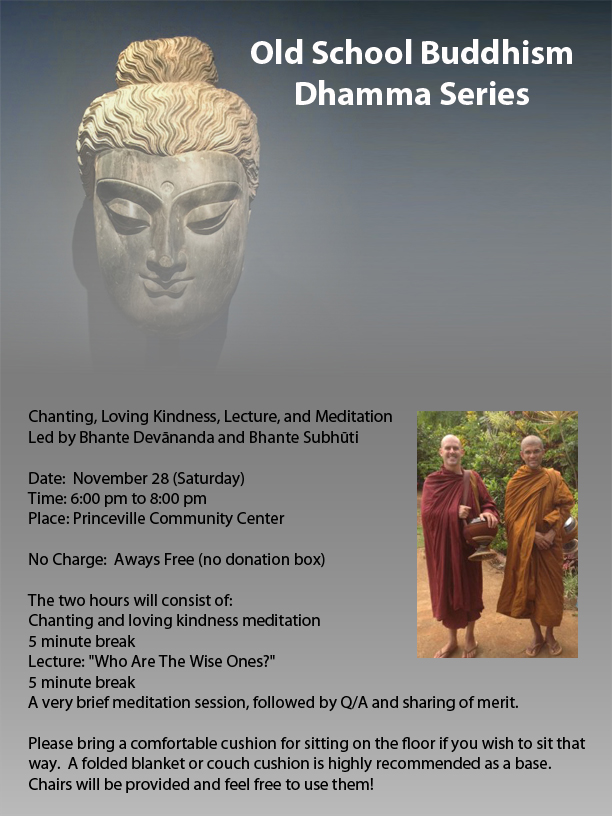 Old School Buddhism
Dhamma Series
Chanting, Loving Kindness, Lecture, and Meditation
Led by Bhante Devānanda and Bhante Subhūti
Date:  November 28 (Saturday)
Time: 6:00 pm to 8:00 pm
Place: Princeville Community Center
No Charge:  Aways Free (no donation box)
The two hours will consist of:
Chanting and loving kindness meditation
5 minute break
Lecture: "Who Are The Wise Ones?"
5 minute break
A very brief meditation session, followed by Q/A and sharing of merit.
Please bring a comfortable cushion for sitting on the floor if you wish to sit that
way.  A folded blanket or couch cushion is highly recommended as a base.
Chairs will be provided and feel free to use them!